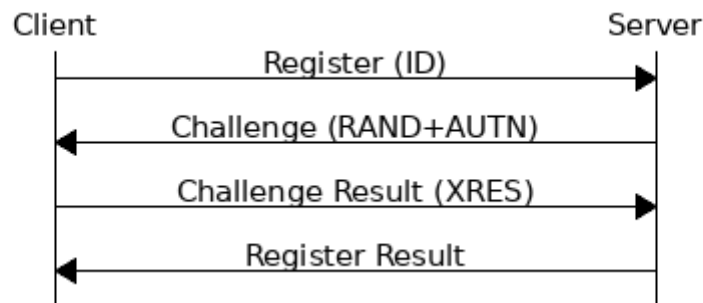 Client Server
Register (ID)
Challenge (RAND+AUTN)
Challenge Result (XRES)
Register Result